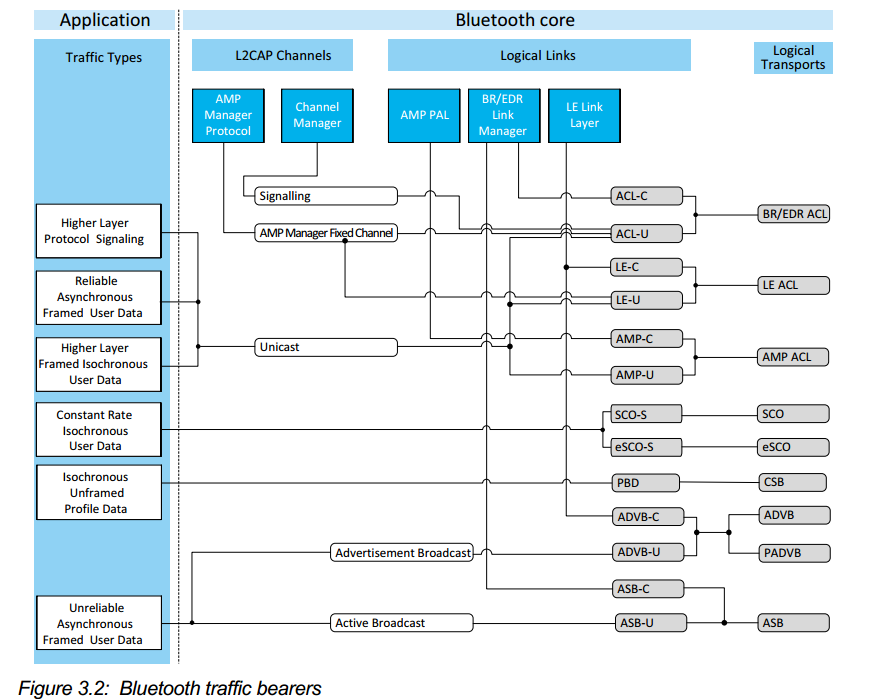 Application
Bluetooth core
Traffic Types
L2CAP Channels
Logical Links
Logical
Transports
AMP
Manager
Protocol
Channel
Manager
AMP PAL
BR/EDR
Link
Manager
LE Link
Layer
Signalling
ACL-C
Higher Layer
Protocol Signaling
BR/EDR ACL
AMP Manager Fixed Channel
ACL-U
LE-C
Reliable
Asynchronous
Framed User Data
LE ACL
LE-U
AMP-C
Higher Layer
Framed Isochronous
User Data
Unicast
AMP ACL
AMP-U
Constant Rate
Isochronous
User Data
SCO-S
SCO
eSCO-S
eSCO
Isochronous
Unframed
Profile Data
PBD
CSB
ADVB-C
ADVB
Advertisement Broadcast
ADVB-U
PADVB
ASB-C
Unreliable
Asynchronous
Framed User Data
Active Broadcast
ASB-U
ASB
Figure 3.2: Bluetooth traffic bearers